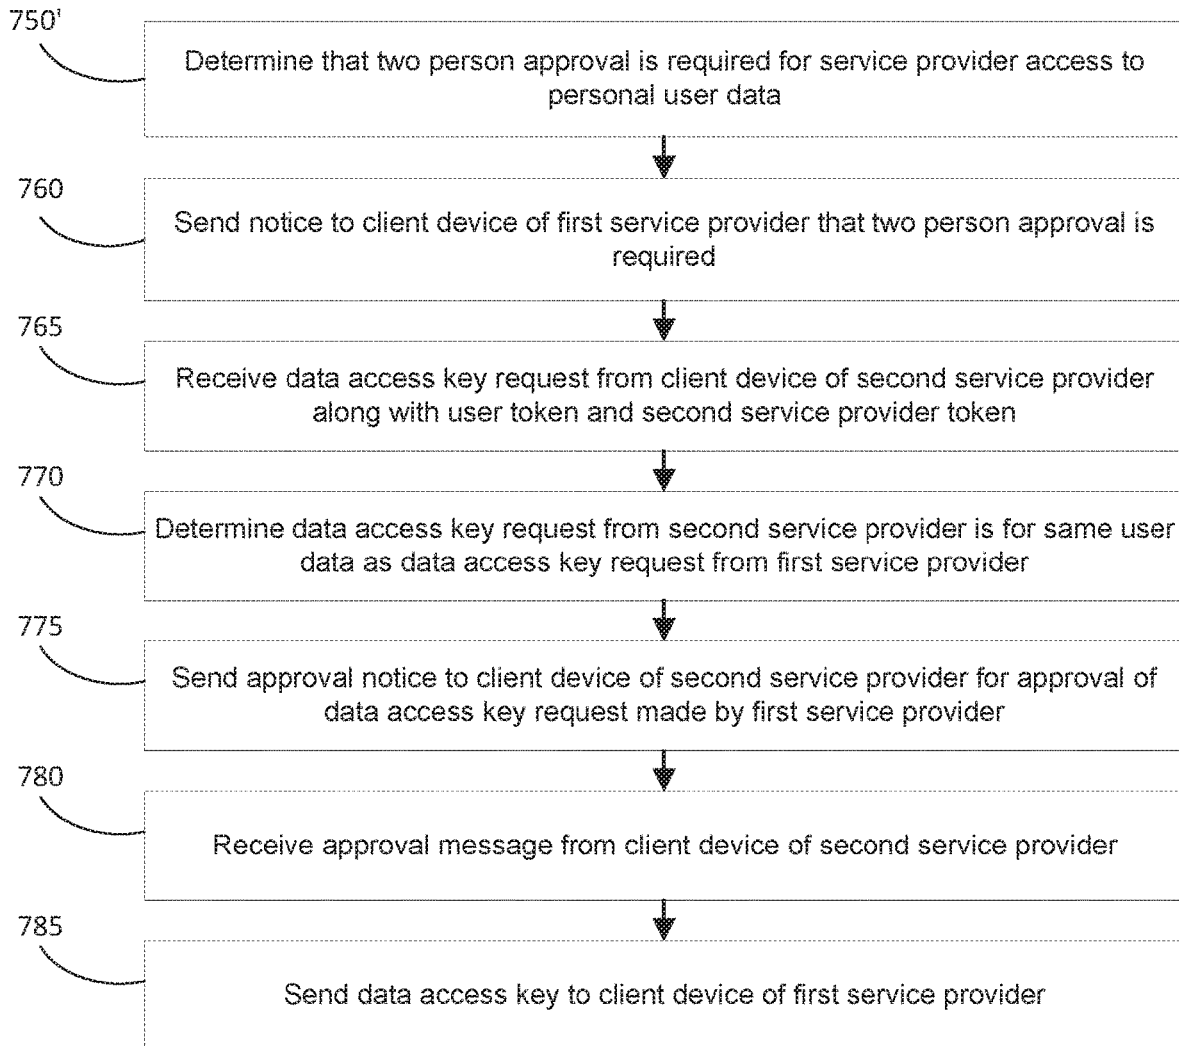 750'
Determine that two person approval is required for service provider access to
personal user data
760
Send notice to client device of first service provider that two person approval is
required
765
Receive data access key request from client device of second service provider
along with user token and second service provider token
770
Determine data access key request from second service provider is for same user
data as data access key request from first service provider
775
Send approval notice to client device of second service provider for approval of
data access key request made by first service provider
780
Receive approval message from client device of second service provider
785
Send data access key to client device of first service provider